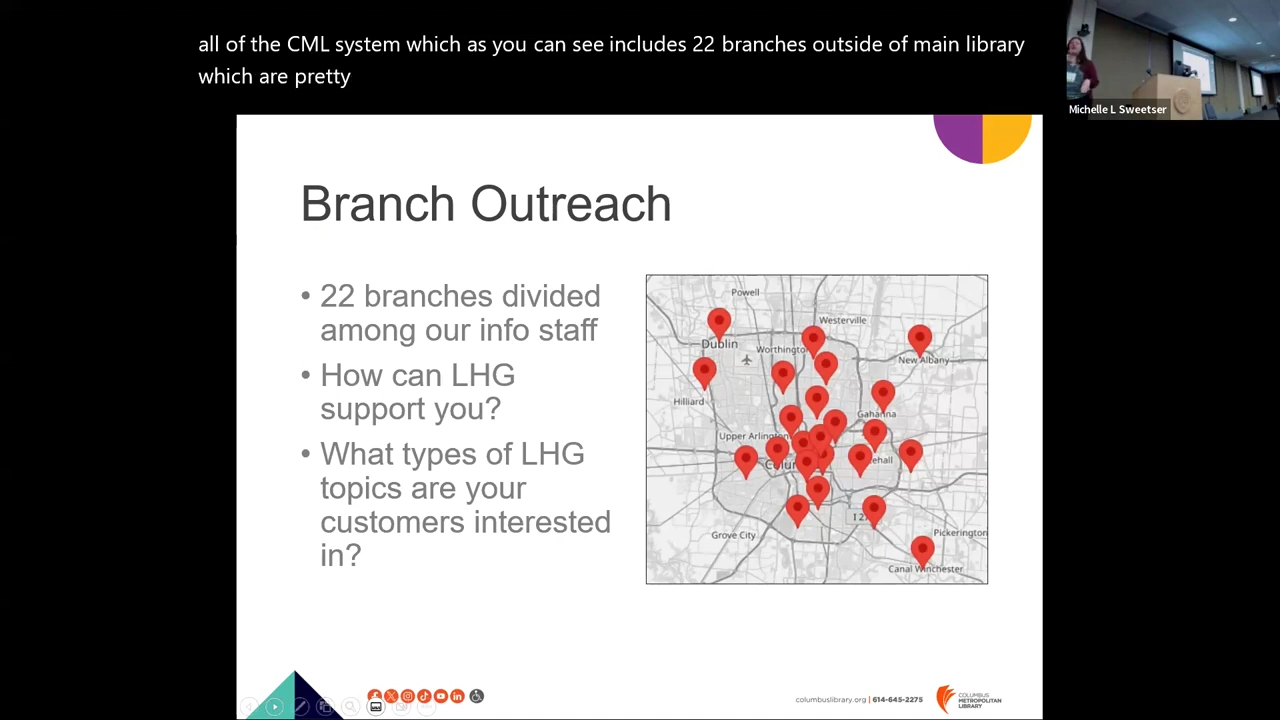 all of the CML system which as you can see includes 22 branches outside of main library
which are pretty
Michelle L Sweetser
Branch Outreach
• 22 branches divided
among our info staff
• How can LHG
support you?
• What types of LHG
topics are your
customers interested
in?
Powell
Westerville
Dublin
Worthington
New Albany
Hilliard
Gahanna
Upper Arlington
Grove City
Pickerington
Canal Winchester
columbuslibrary.org | 614-645-2275
COLUMBUS
METROPOLITAN
LIBRARY